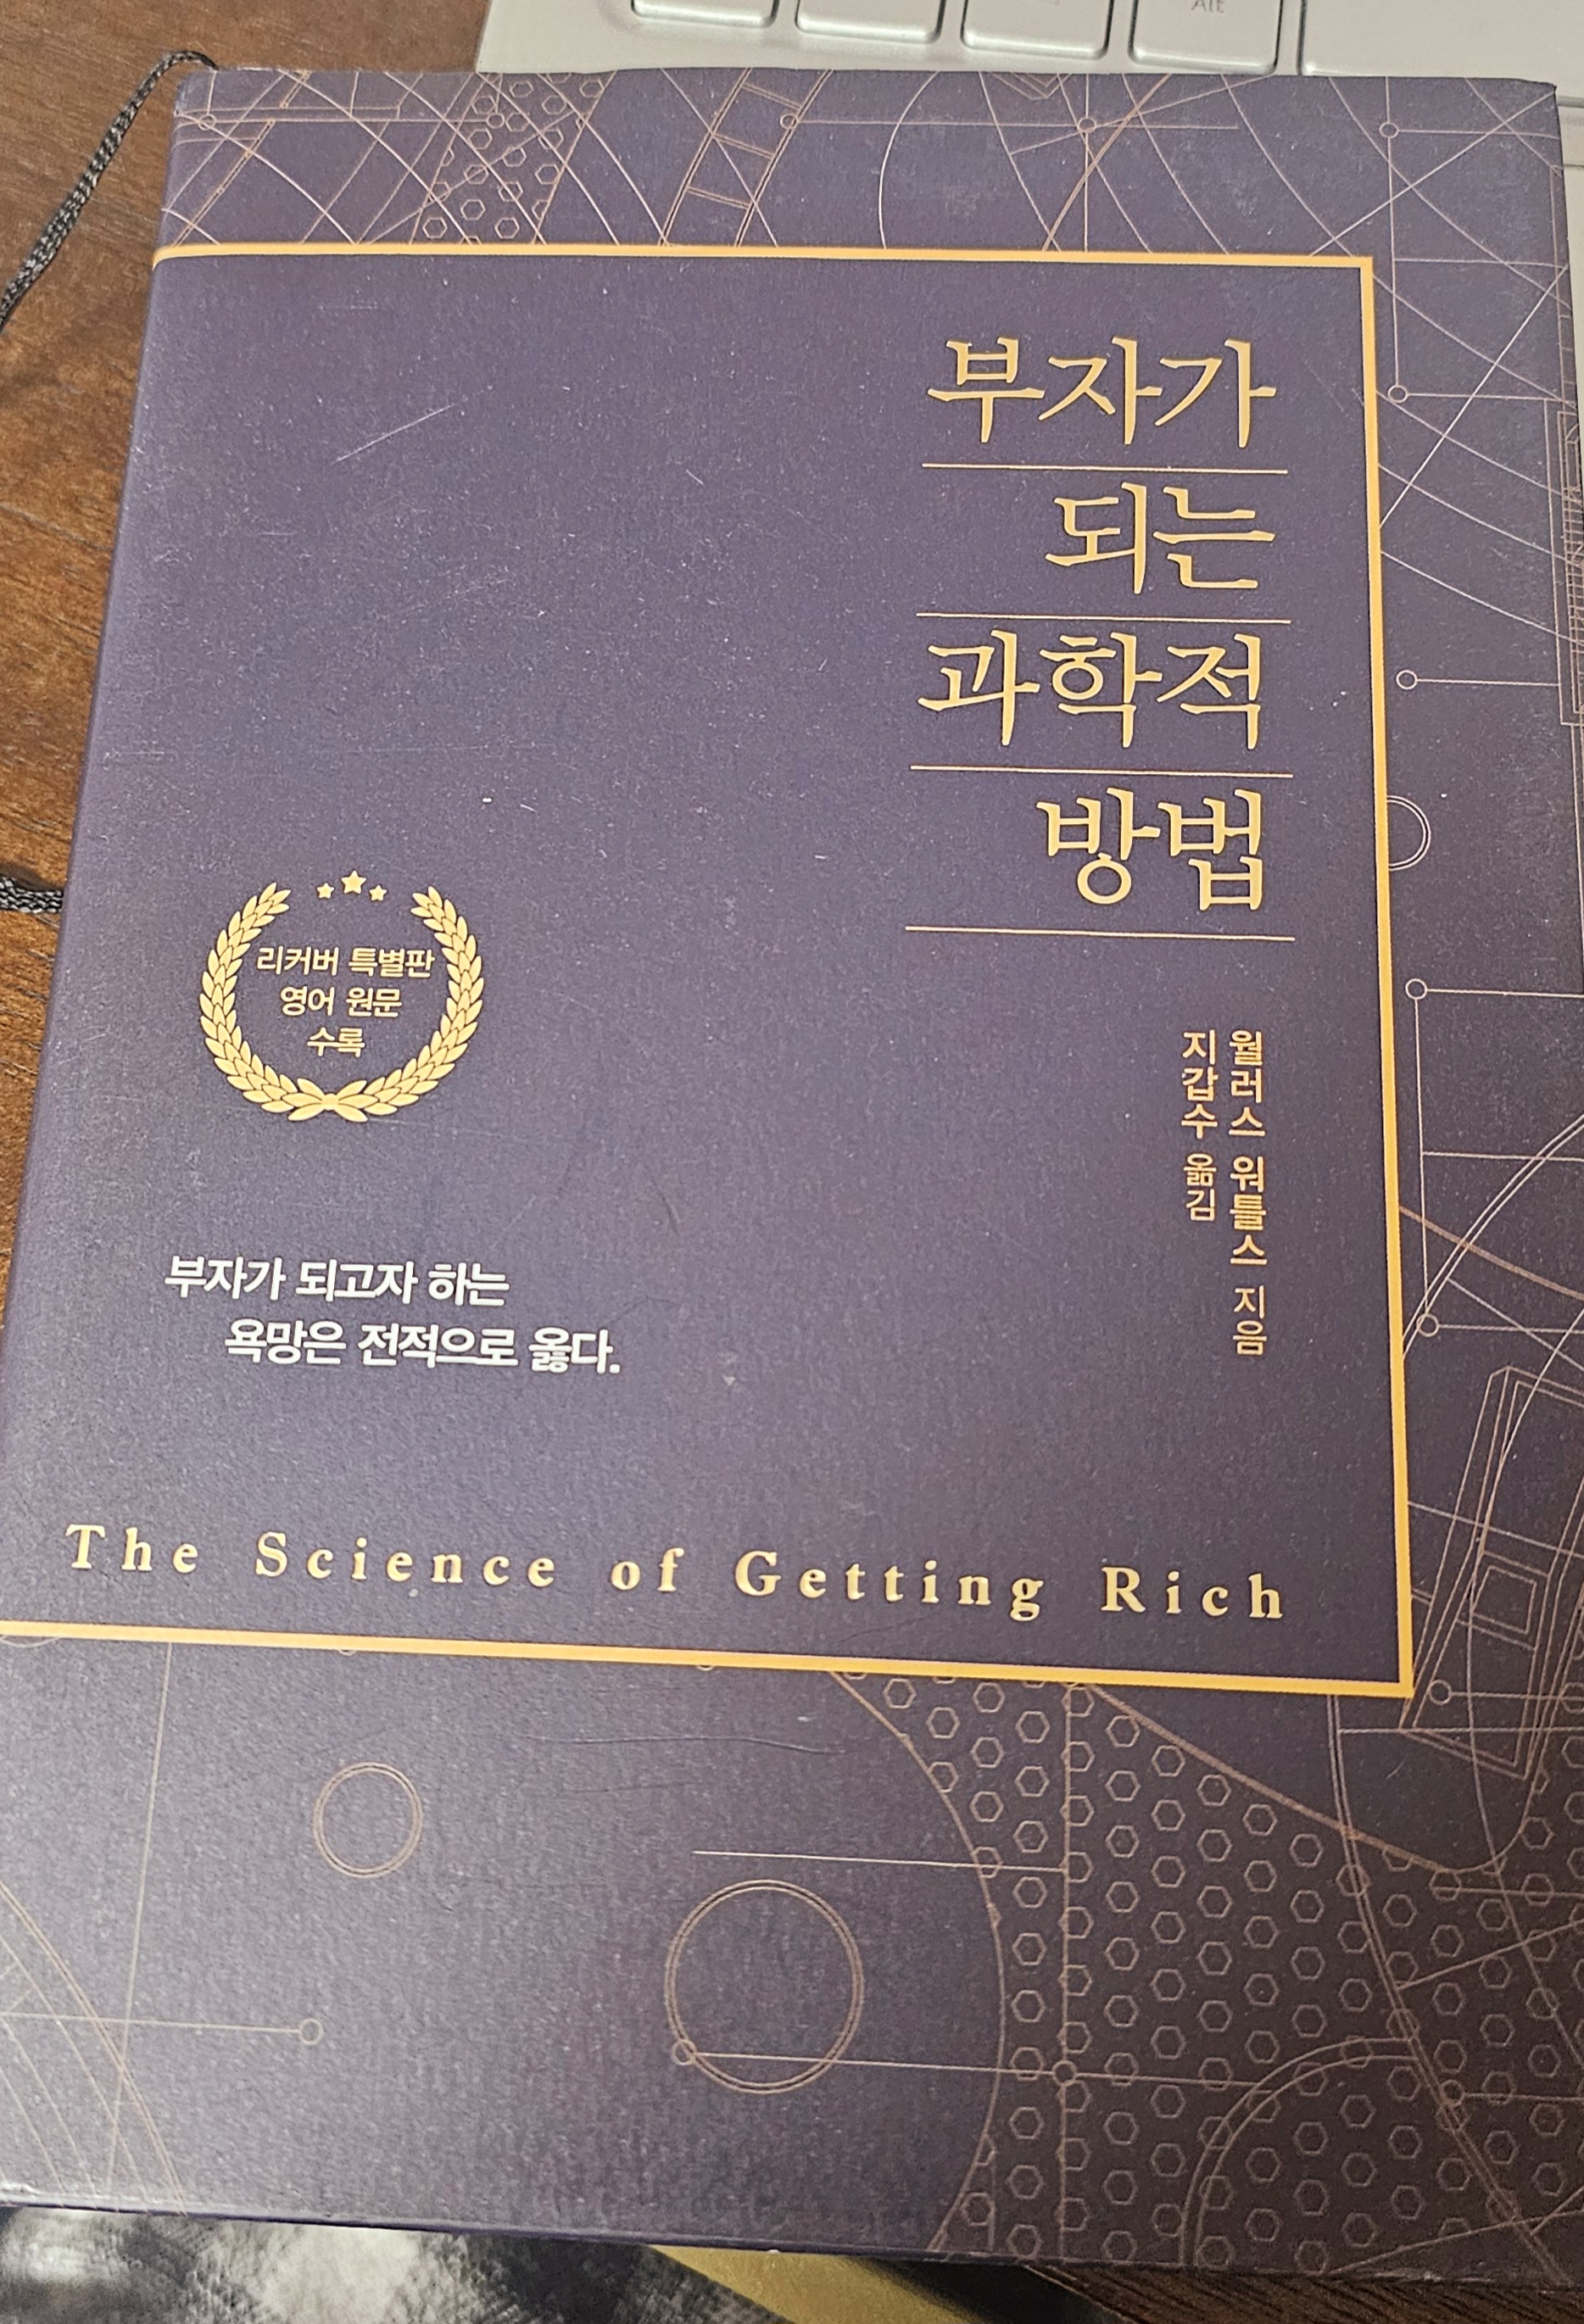 Alt
부자가
되는
과학적
방법
월러스 워틀스 지음
지갑수 옮김
리커버 특별판
영어 원문
수록
부자가 되고자 하는
욕망은 전적으로 옳다.
The Science of Getting Rich